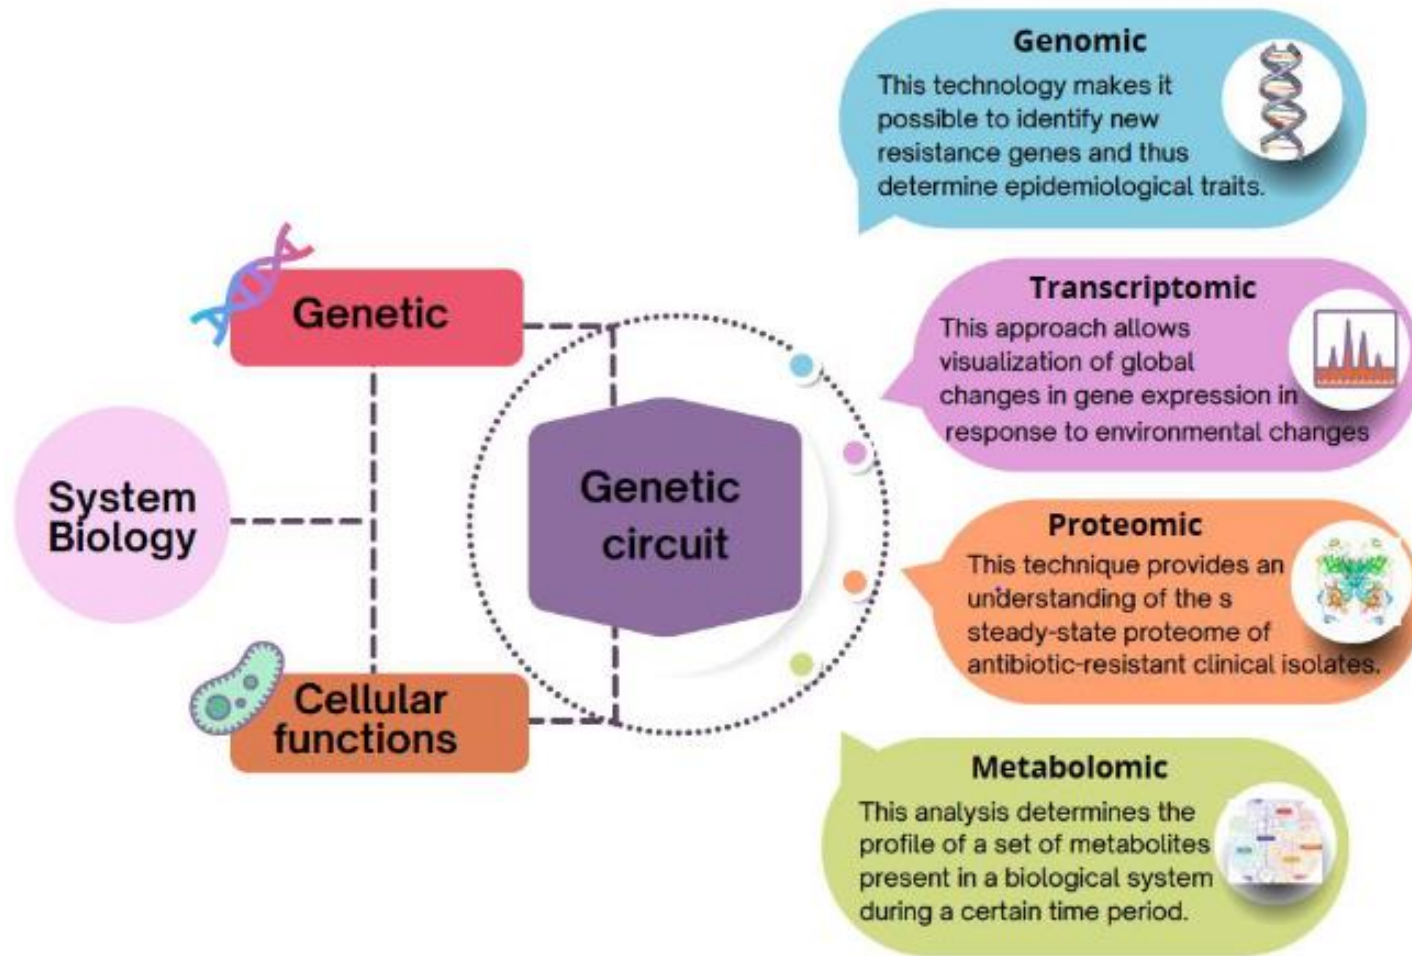 System
Biology
Genetic
Cellular
functions
Genetic
circuit
Genomic
This technology makes it
possible to identify new
resistance genes and thus
determine epidemiological traits.
Transcriptomic
This approach allows
visualization of global
changes in gene expression in
response to environmental changes
Proteomic
This technique provides an
understanding of the s
steady-state proteome of
antibiotic-resistant clinical isolates.
Metabolomic
This analysis determines the
profile of a set of metabolites
present in a biological system
during a certain time period.